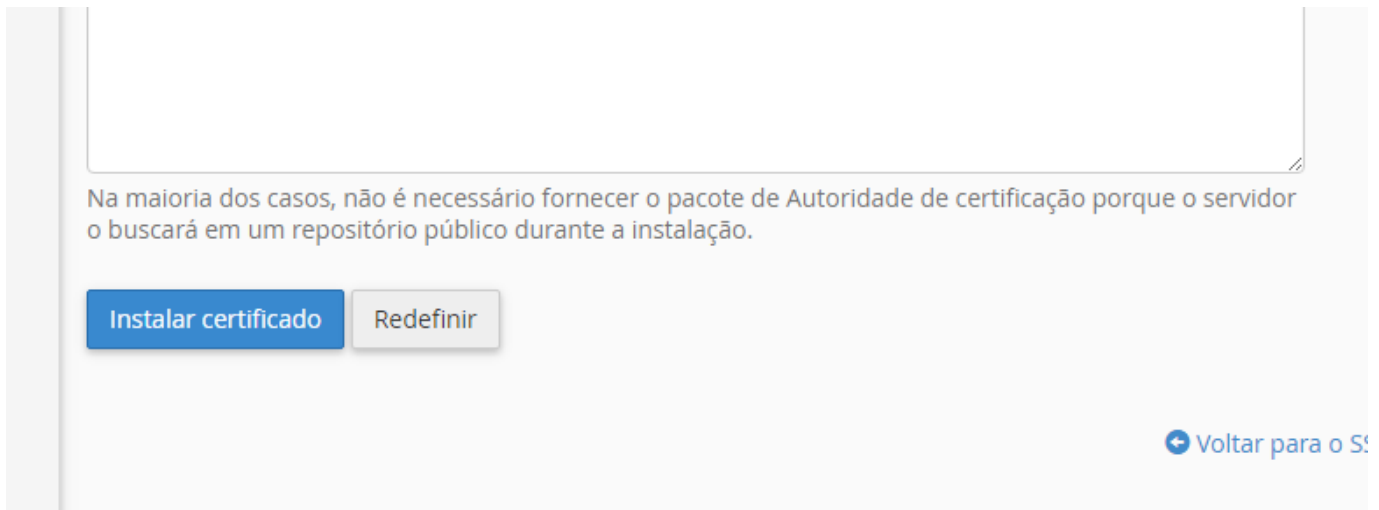 Na maioria dos casos, não é necessário fornecer o pacote de Autoridade de certificação porque o servidor
o buscará em um repositório público durante a instalação.
Instalar certificado Redefinir
Voltar para o